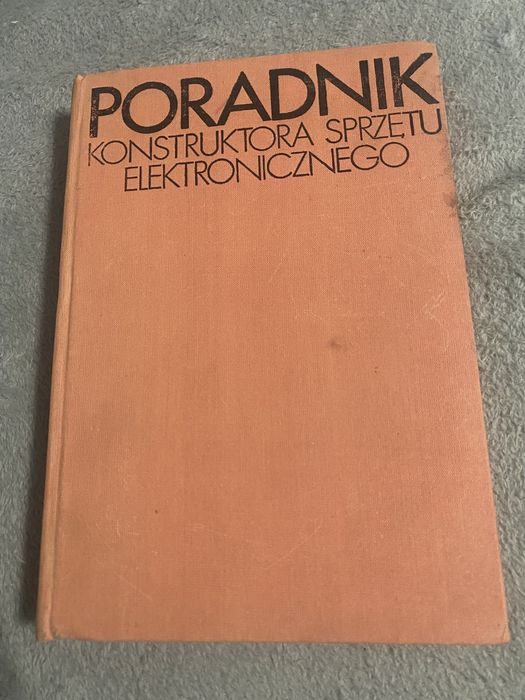 PORADNIK
KONSTRUKTORA SPRZĘTU
ELEKTRONICZNEGO